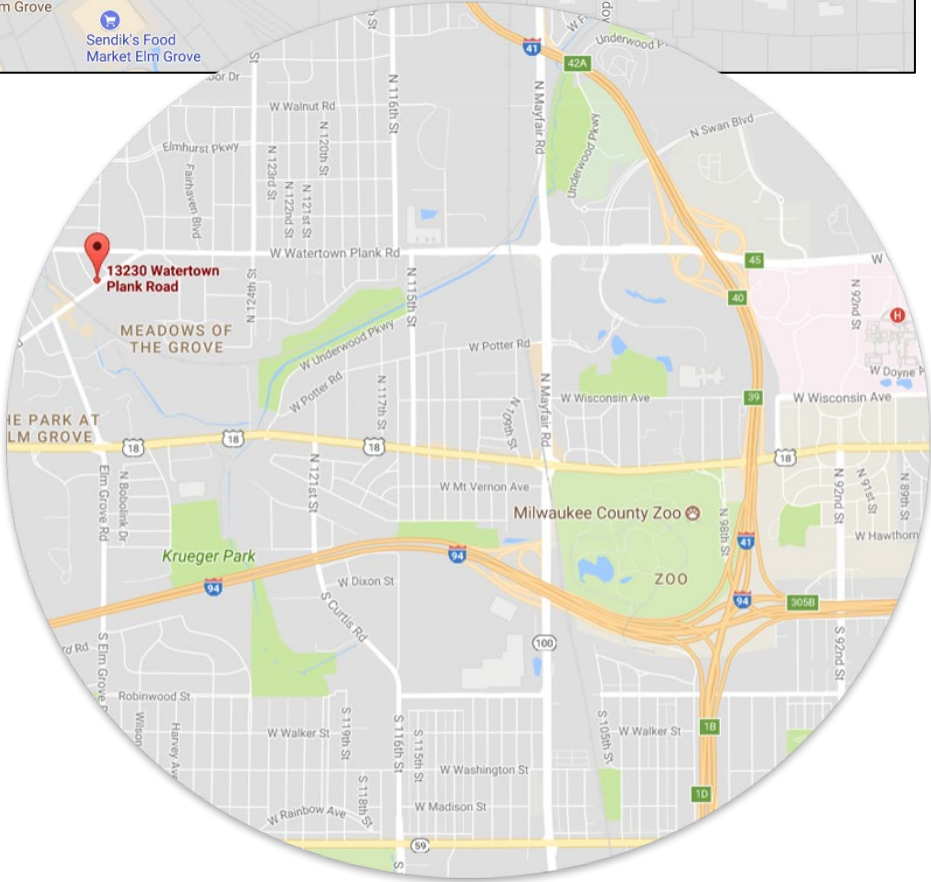 m Grove
Sendik's Food
Market Elm Grove
41
42A
Underwood P
N Mayfair Rd
N 116th St
W Walnut Rd
N 120th St
Elmhurst Pkwy
N 123rd St
Fairhaven Blvd
N 122nd St
N 121st St
Underwood Pkwy
N Swan Blvd
W Watertown Plank Rd
45
W
13230 Watertown
Plank Road
N 124th St
N 115th St
40
N 92nd St
H
MEADOWS OF
THE GROVE
W Underwood Pkwy
W Potter Rd
W Potter Rd
W Doyne A
N 117th St
N 109th St
N Mayfair Rd
W Wisconsin Ave
39
W Wisconsin Ave
HE PARK AT
LM GROVE
18
18
18
18
Elm Grove Rd
N Bobolink Dr
N 121st St
W Mt Vernon Ave
Milwaukee County Zoo
N 98th St
N 92nd St
N 91st St
N 89th St
W Hawthorn
Krueger Park
94
94
41
ZOO
W Dixon St
94
305B
S Curtis Rd
100
S 92nd St
S Elm Grove R
Robinwood St
Wilson
Harvey Ave
W Walker St
S 119th St
S 116th St
S 115th St
S 105th St
W Walker St
1B
W Washington St
S 118th St
W Madison St
1D
W Rainbow Ave
59
S